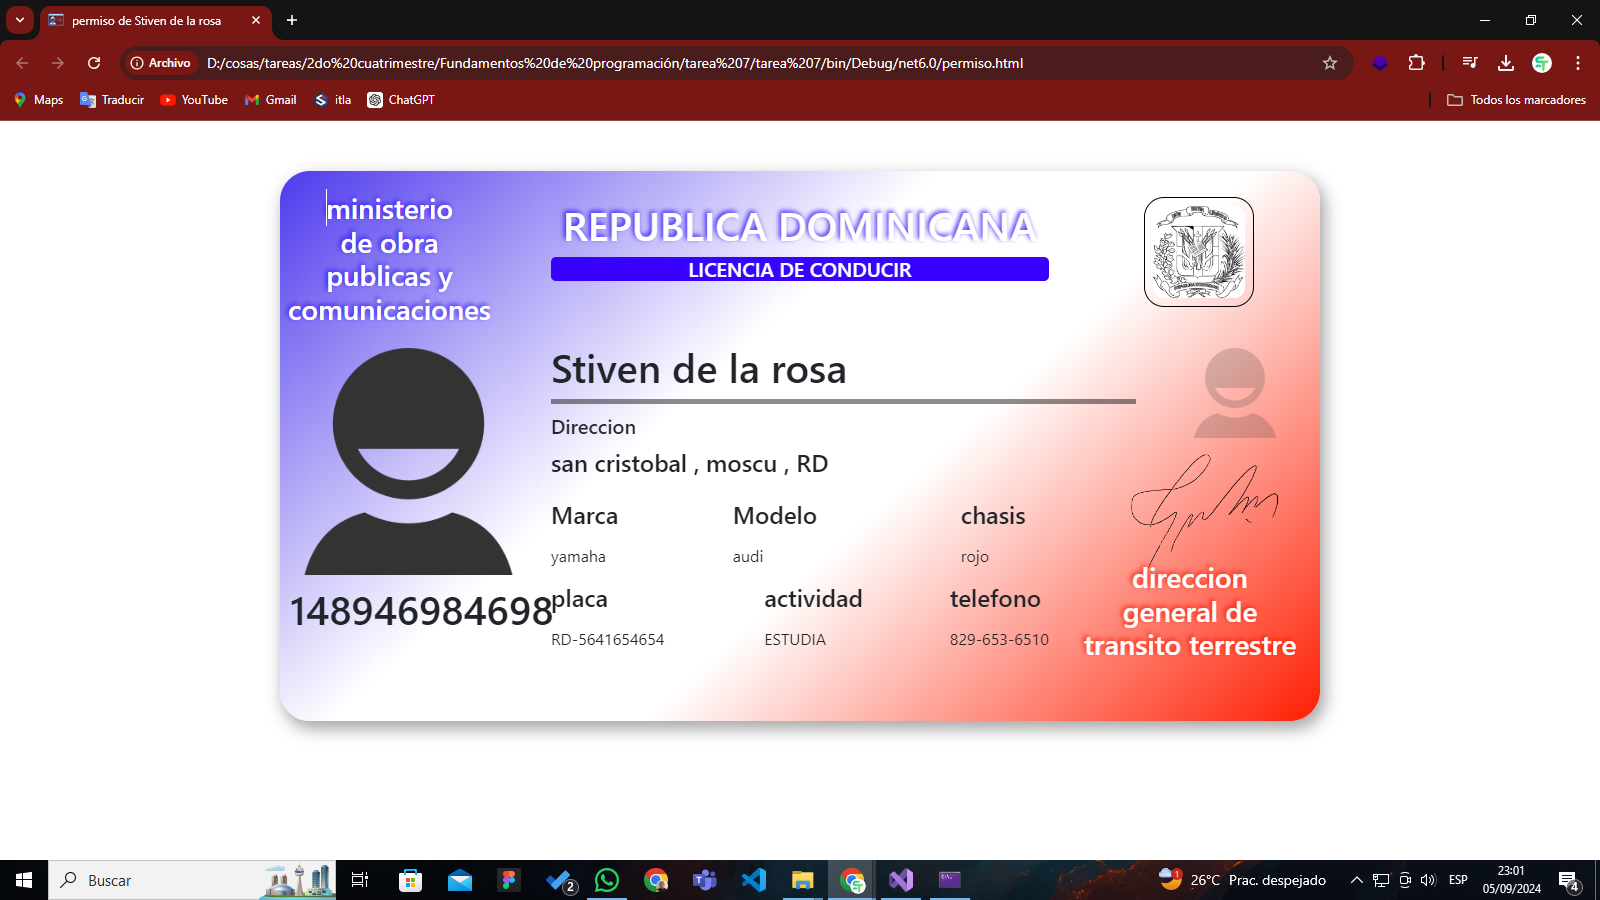 permiso de Stiven de la rosa
Archivo
D:/cosas/tareas/2do%20cuatrimestre/Fundamentos%20de%20programación/tarea%207/tarea%207/bin/Debug/net6.0/permiso.html
Maps
Traducir
YouTube
Gmail
itla
ChatGPT
Todos los marcadores
ministerio
de obra
publicas y
comunicaciones
REPUBLICA DOMINICANA
LICENCIA DE CONDUCIR
Stiven de la rosa
Direccion
san cristobal , moscu , RD
Marca
Modelo
chasis
yamaha
audi
rojo
148946984698
placa
actividad
telefono
RD-5641654654
ESTUDIA
829-653-6510
direccion
general de
transito terrestre
Buscar
2
1
26°C Prac. despejado
ESP
23:01
05/09/2024
4